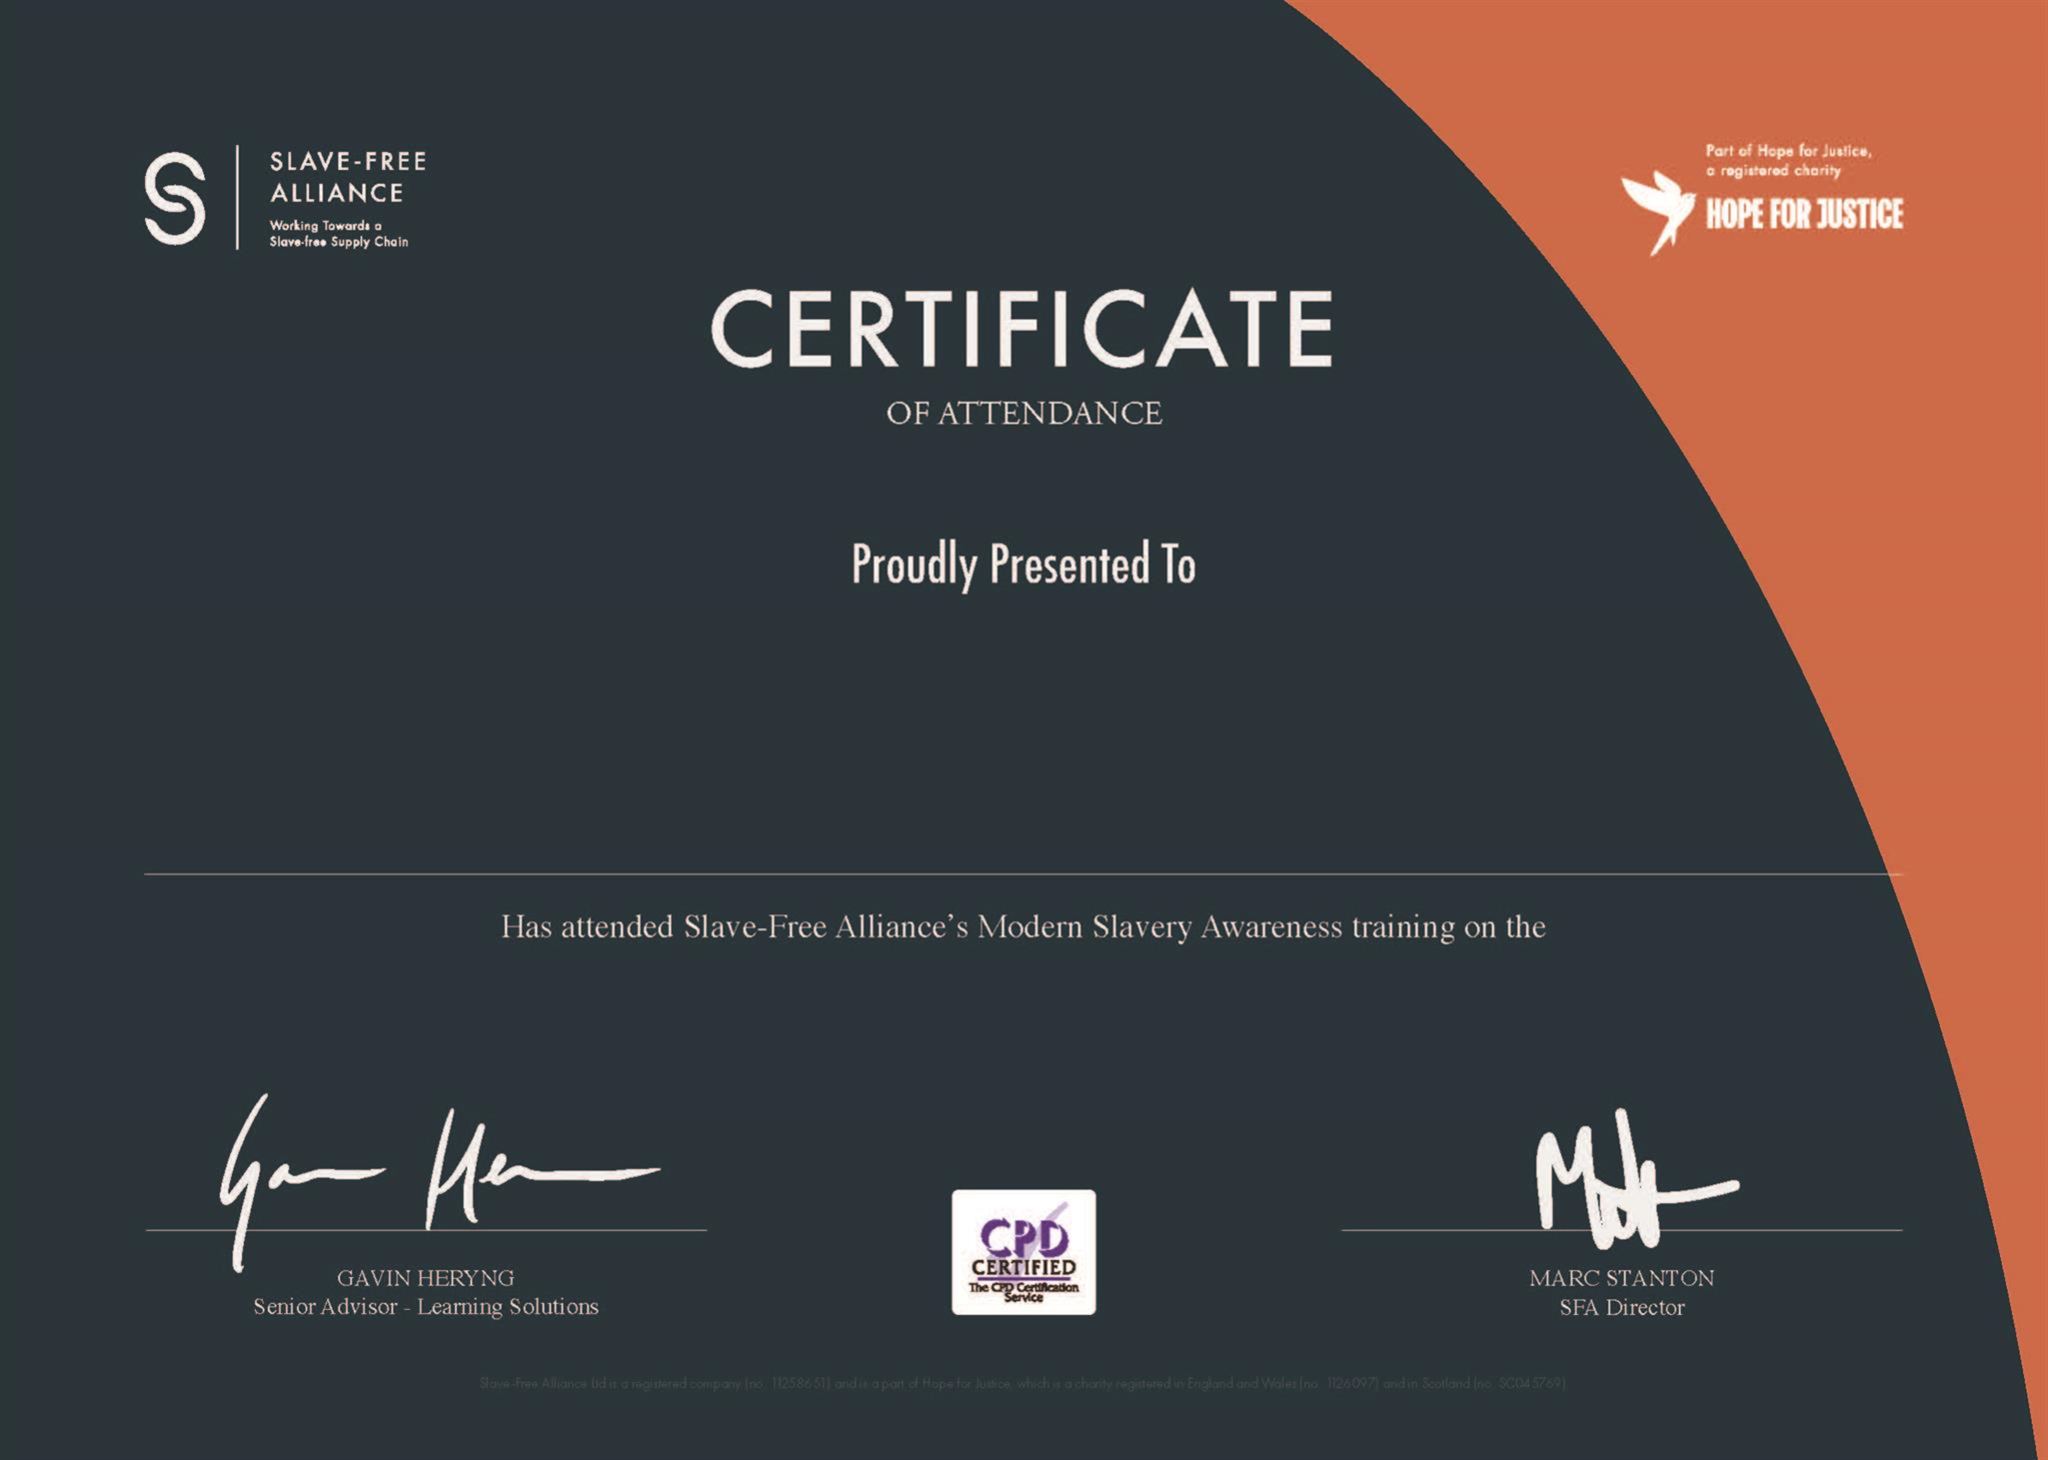 SLAVE-FREE
ALLIANCE
Working Towards a
Slave-free Supply Chain
Part of Hope for Justice,
a registered charity
HOPE FOR JUSTICE
CERTIFICATE
OF ATTENDANCE
Proudly Presented To
Has attended Slave-Free Alliance's Modern Slavery Awareness training on the
GAVIN HERYNG
Senior Advisor - Learning Solutions
CPD
CERTIFIED
The CPD Certification
Service
MARC STANTON
SFA Director
Slave-Free Alliance Ltd is a registered company (no. 11258651) and is a part of Hope for Justice, which is a charity registered in England and Wales (no. 1126097) and in Scotland (no. SC045769)